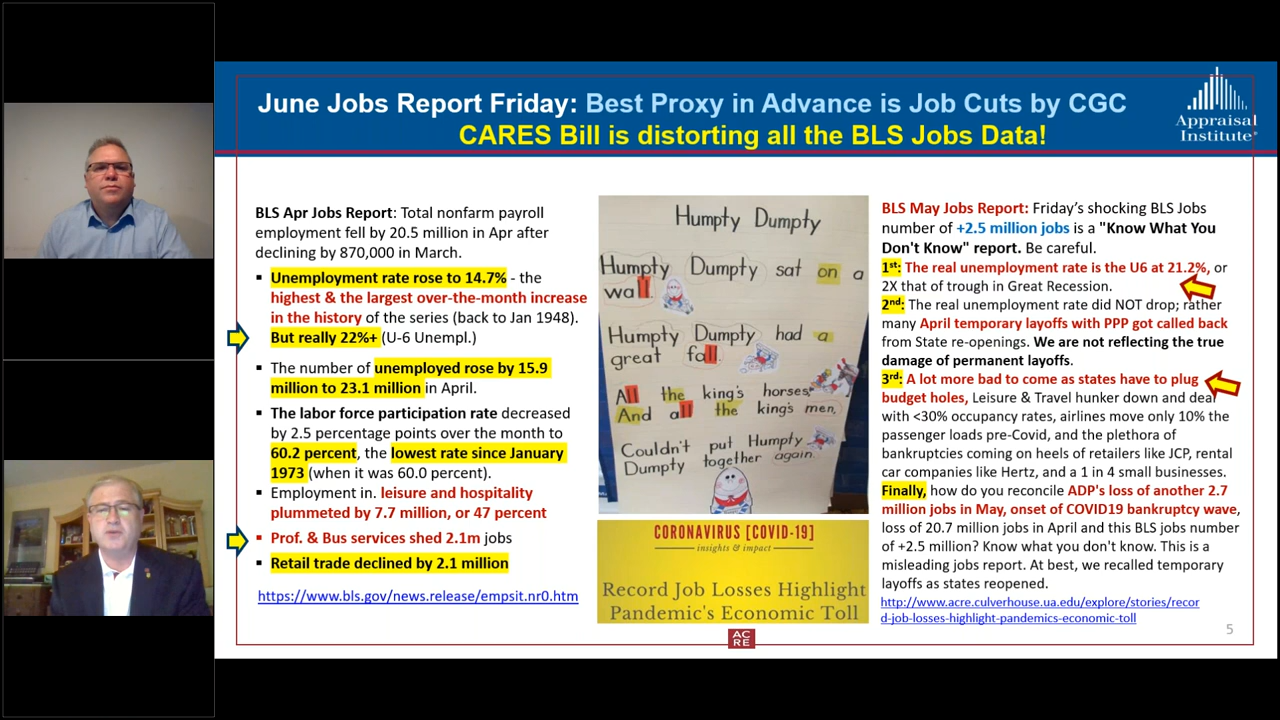 June Jobs Report Friday: Best Proxy in Advance is Job Cuts by CGC
CARES Bill is distorting all the BLS Jobs Data!
Appraisal
Institute®
BLS Apr Jobs Report: Total nonfarm payroll
employment fell by 20.5 million in Apr after
declining by 870,000 in March.
▪ Unemployment rate rose to 14.7% - the
highest & the largest over-the-month increase
in the history of the series (back to Jan 1948).
But really 22%+ (U-6 Unempl.)
▪ The number of unemployed rose by 15.9
million to 23.1 million in April.
▪ The labor force participation rate decreased
by 2.5 percentage points over the month to
60.2 percent, the lowest rate since January
1973 (when it was 60.0 percent).
▪ Employment in. leisure and hospitality
plummeted by 7.7 million, or 47 percent
▪ Prof. & Bus services shed 2.1m jobs
▪ Retail trade declined by 2.1 million
https://www.bls.gov/news.release/empsit.nr0.htm
Humpty Dumpty
Humpty Dumpty sat on a
wall.
Humpty Dumpty had a
great fall.
All the king's horses,
And all the king's men,
Couldn't put Humpty
Dumpty together again.
CORONAVIRUS [COVID-19]
insights & impact
Record Job Losses Highlight
Pandemic's Economic Toll
AC
RE
BLS May Jobs Report: Friday's shocking BLS Jobs
number of +2.5 million jobs is a "Know What You
Don't Know" report. Be careful.
1st: The real unemployment rate is the U6 at 21.2%, or
2X that of trough in Great Recession.
2nd: The real unemployment rate did NOT drop; rather
many April temporary layoffs with PPP got called back
from State re-openings. We are not reflecting the true
damage of permanent layoffs.
3rd: A lot more bad to come as states have to plug
budget holes, Leisure & Travel hunker down and deal
with <30% occupancy rates, airlines move only 10% the
passenger loads pre-Covid, and the plethora of
bankruptcies coming on heels of retailers like JCP, rental
car companies like Hertz, and a 1 in 4 small businesses.
Finally, how do you reconcile ADP's loss of another 2.7
million jobs in May, onset of COVID19 bankruptcy wave,
loss of 20.7 million jobs in April and this BLS jobs number
of +2.5 million? Know what you don't know. This is a
misleading jobs report. At best, we recalled temporary
layoffs as states reopened.
http://www.acre.culverhouse.ua.edu/explore/stories/recor
d-job-losses-highlight-pandemics-economic-toll
5